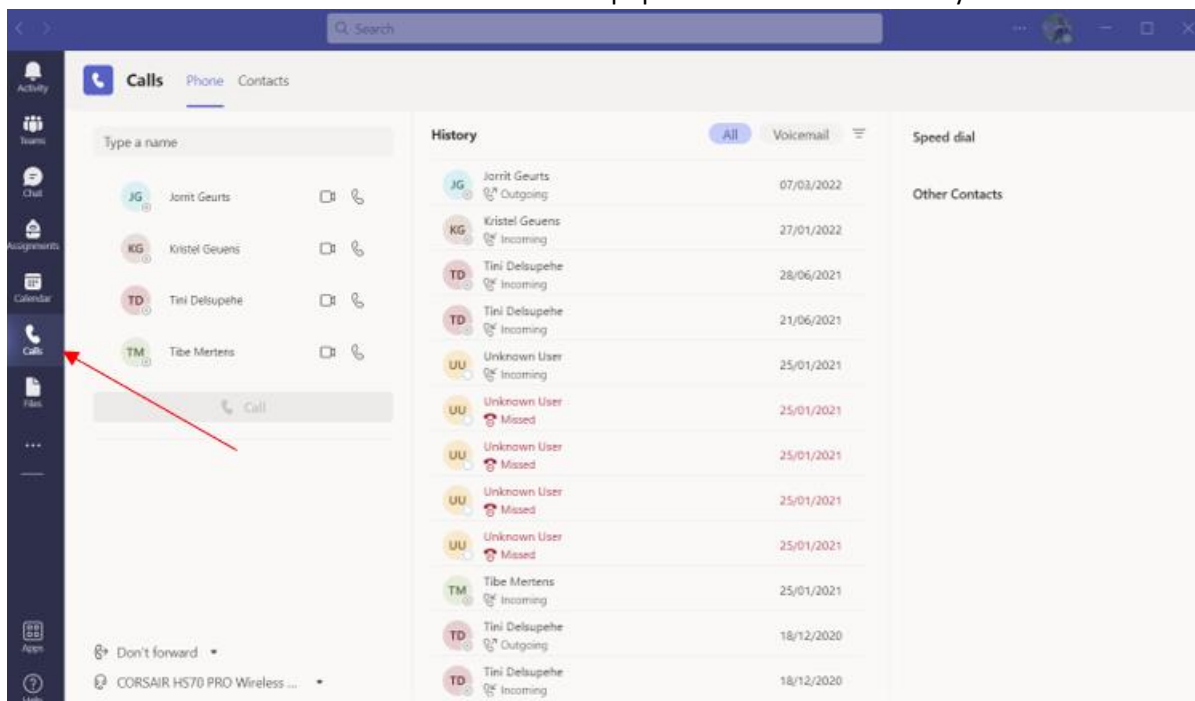 Search
Activity
Teams
Chat
Assignments
Calendar
Calls
Files
...
Apps
Help
Calls Phone Contacts
Type a name
JG Jorrit Geurts
KG Kristel Geuens
TD Tini Delsupehe
TM Tibe Mertens
Call
Don't forward
CORSAIR HS70 PRO Wireless ...
History All Voicemail
JG Jorrit Geurts 07/03/2022
Outgoing
KG Kristel Geuens 27/01/2022
Incoming
TD Tini Delsupehe 28/06/2021
Incoming
TD Tini Delsupehe 21/06/2021
Incoming
UU Unknown User 25/01/2021
Incoming
UU Unknown User 25/01/2021
Missed
UU Unknown User 25/01/2021
Missed
UU Unknown User 25/01/2021
Missed
UU Unknown User 25/01/2021
Missed
TM Tibe Mertens 25/01/2021
Incoming
TD Tini Delsupehe 18/12/2020
Outgoing
TD Tini Delsupehe 18/12/2020
Incoming
Speed dial
Other Contacts